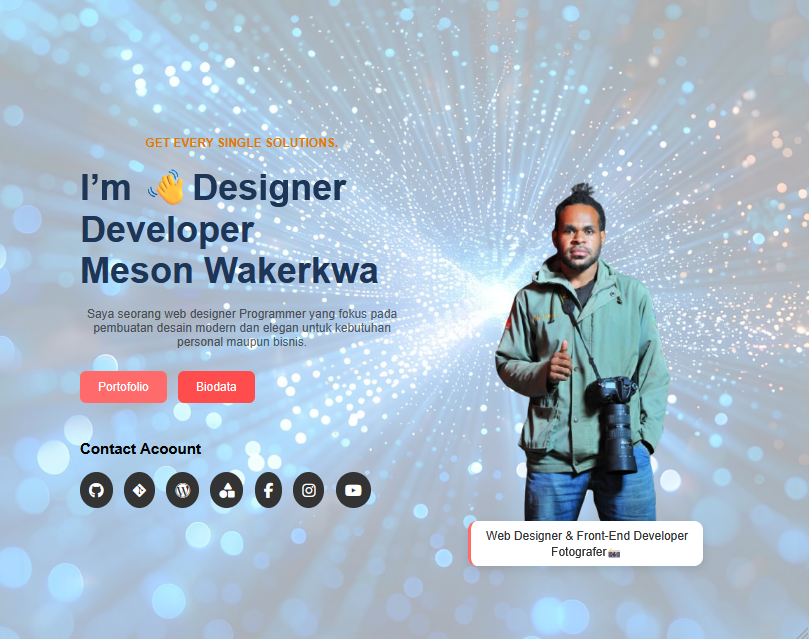 GET EVERY SINGLE SOLUTIONS.
I’m 👋 Designer
Developer
Meson Wakerkwa
Saya seorang web designer Programmer yang fokus pada
pembuatan desain modern dan elegan untuk kebutuhan
personal maupun bisnis.
Portofolio
Biodata
Contact Acoount
Web Designer & Front-End Developer
Fotografer📸